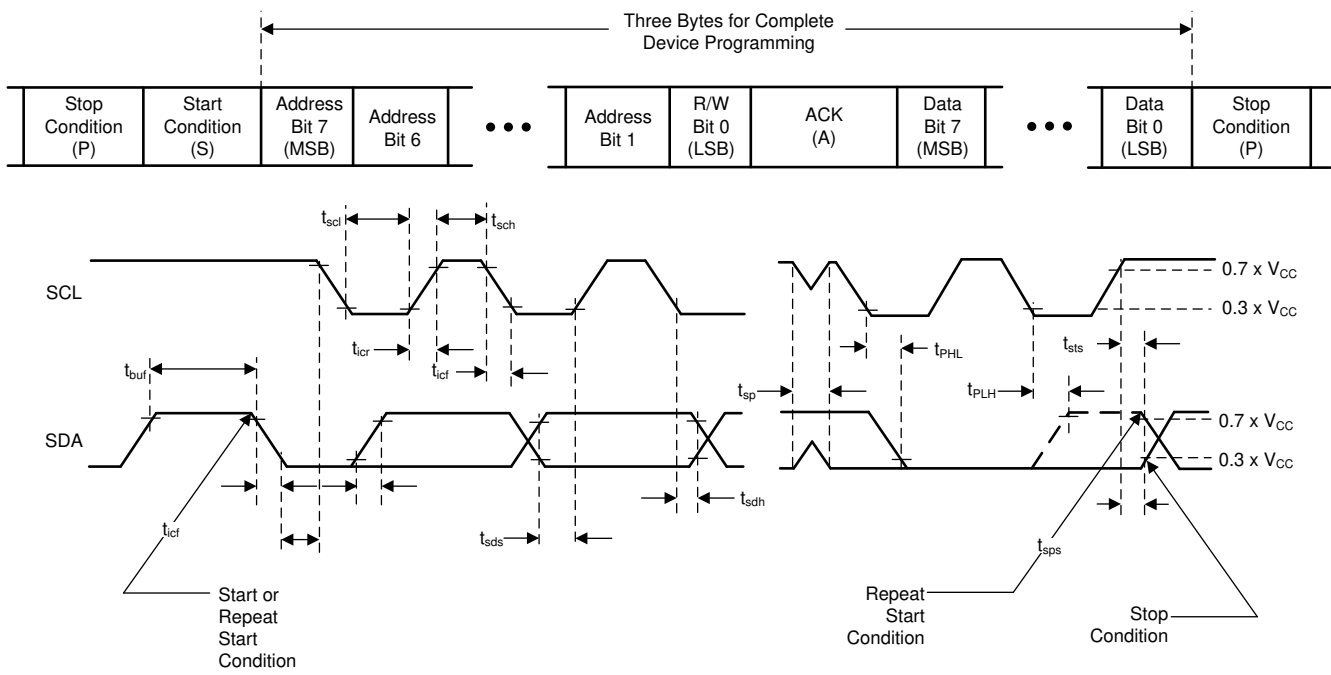 Three Bytes for Complete
Device Programming
Stop
Condition
(P)
Start
Condition
(S)
Address
Bit 7
(MSB)
Address
Bit 6
•••
Address
Bit 1
R/W
Bit 0
(LSB)
ACK
(A)
Data
Bit 7
(MSB)
•••
Data
Bit 0
(LSB)
Stop
Condition
(P)
tscl
tsch
SCL
0.7 x VCC
0.3 x VCC
ticr
ticf
tPHL
tsts
tbuf
tsp
tPLH
SDA
0.7 x VCC
0.3 x VCC
ticf
tsds
tsdh
tsps
Start or
Repeat
Start
Condition
Repeat
Start
Condition
Stop
Condition